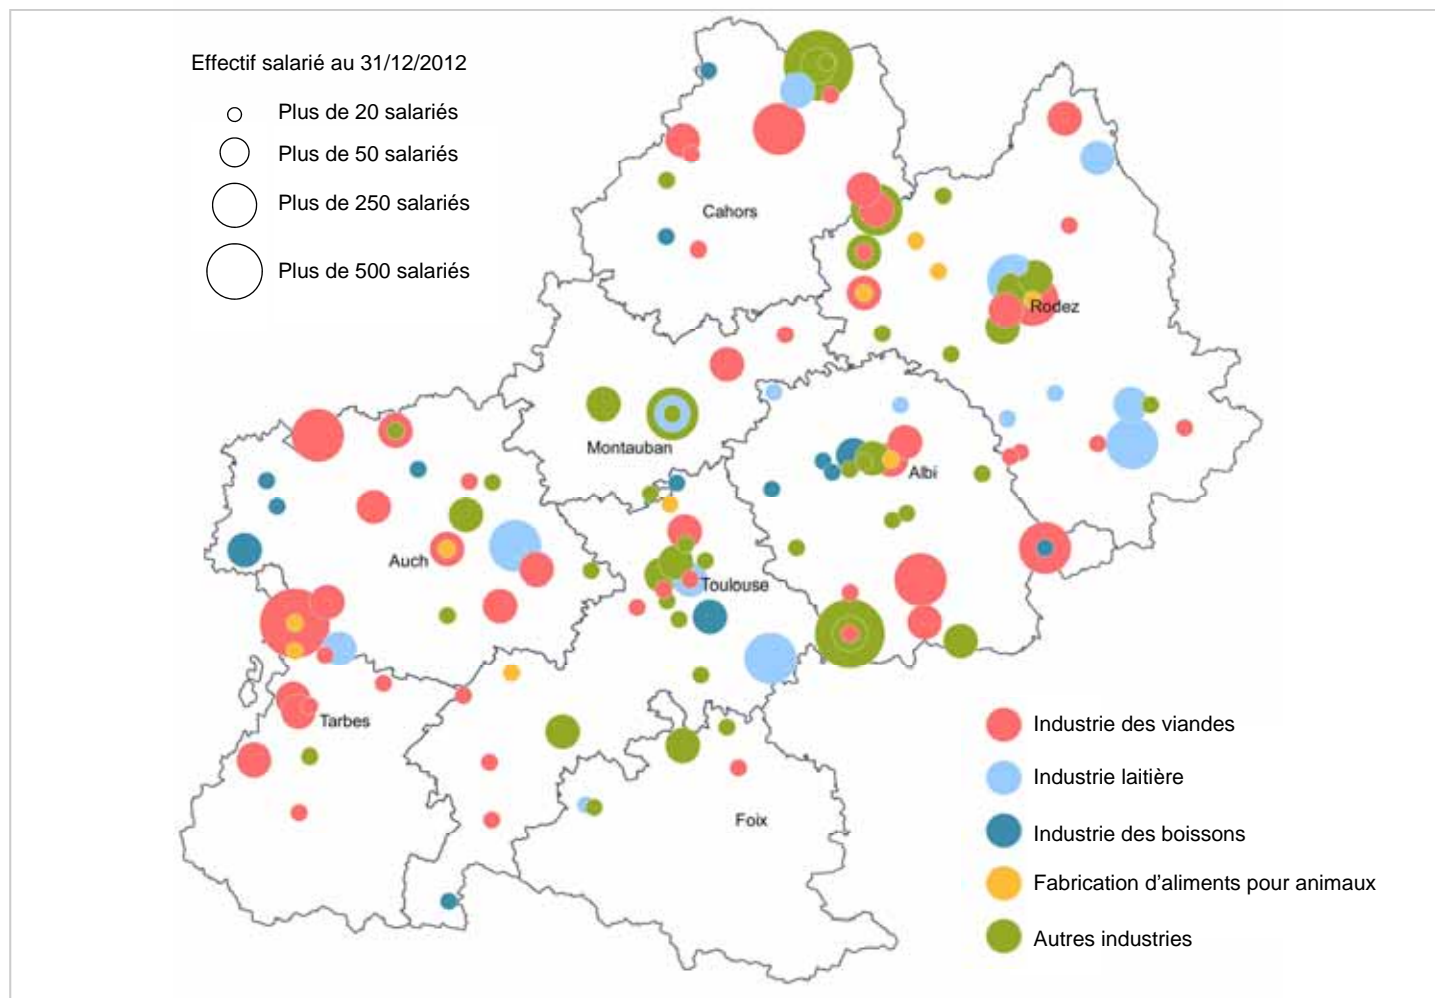 Effectif salarié au 31/12/2012
Plus de 20 salariés
Plus de 50 salariés
Plus de 250 salariés
Plus de 500 salariés
Cahors
Rodez
Montauban
Albi
Auch
Toulouse
Tarbes
Foix
Industrie des viandes
Industrie laitière
Industrie des boissons
Fabrication d'aliments pour animaux
Autres industries